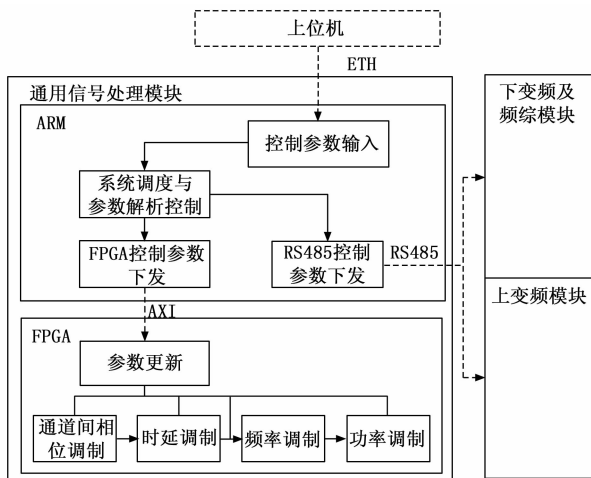 上位机
ETH
通用信号处理模块
ARM
控制参数输入
系统调度与
参数解析控制
FPGA控制参数
下发
RS485控制
参数下发
RS485
下变频及
频综模块
上变频模块
AXI
FPGA
参数更新
通道间相
位调制
时延调制
频率调制
功率调制